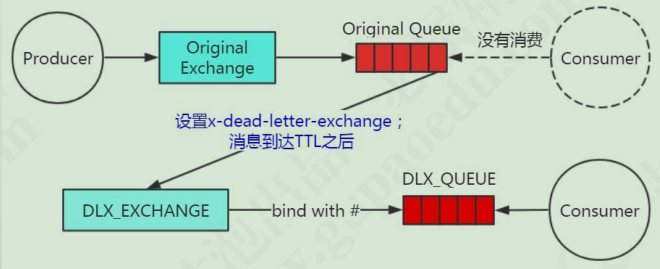 Original Queue
没有消费
Producer
Original
Exchange
Consumer
设置x-dead-letter-exchange；
消息到达TTL之后
DLX_QUEUE
DLX_EXCHANGE
bind with #
Consumer